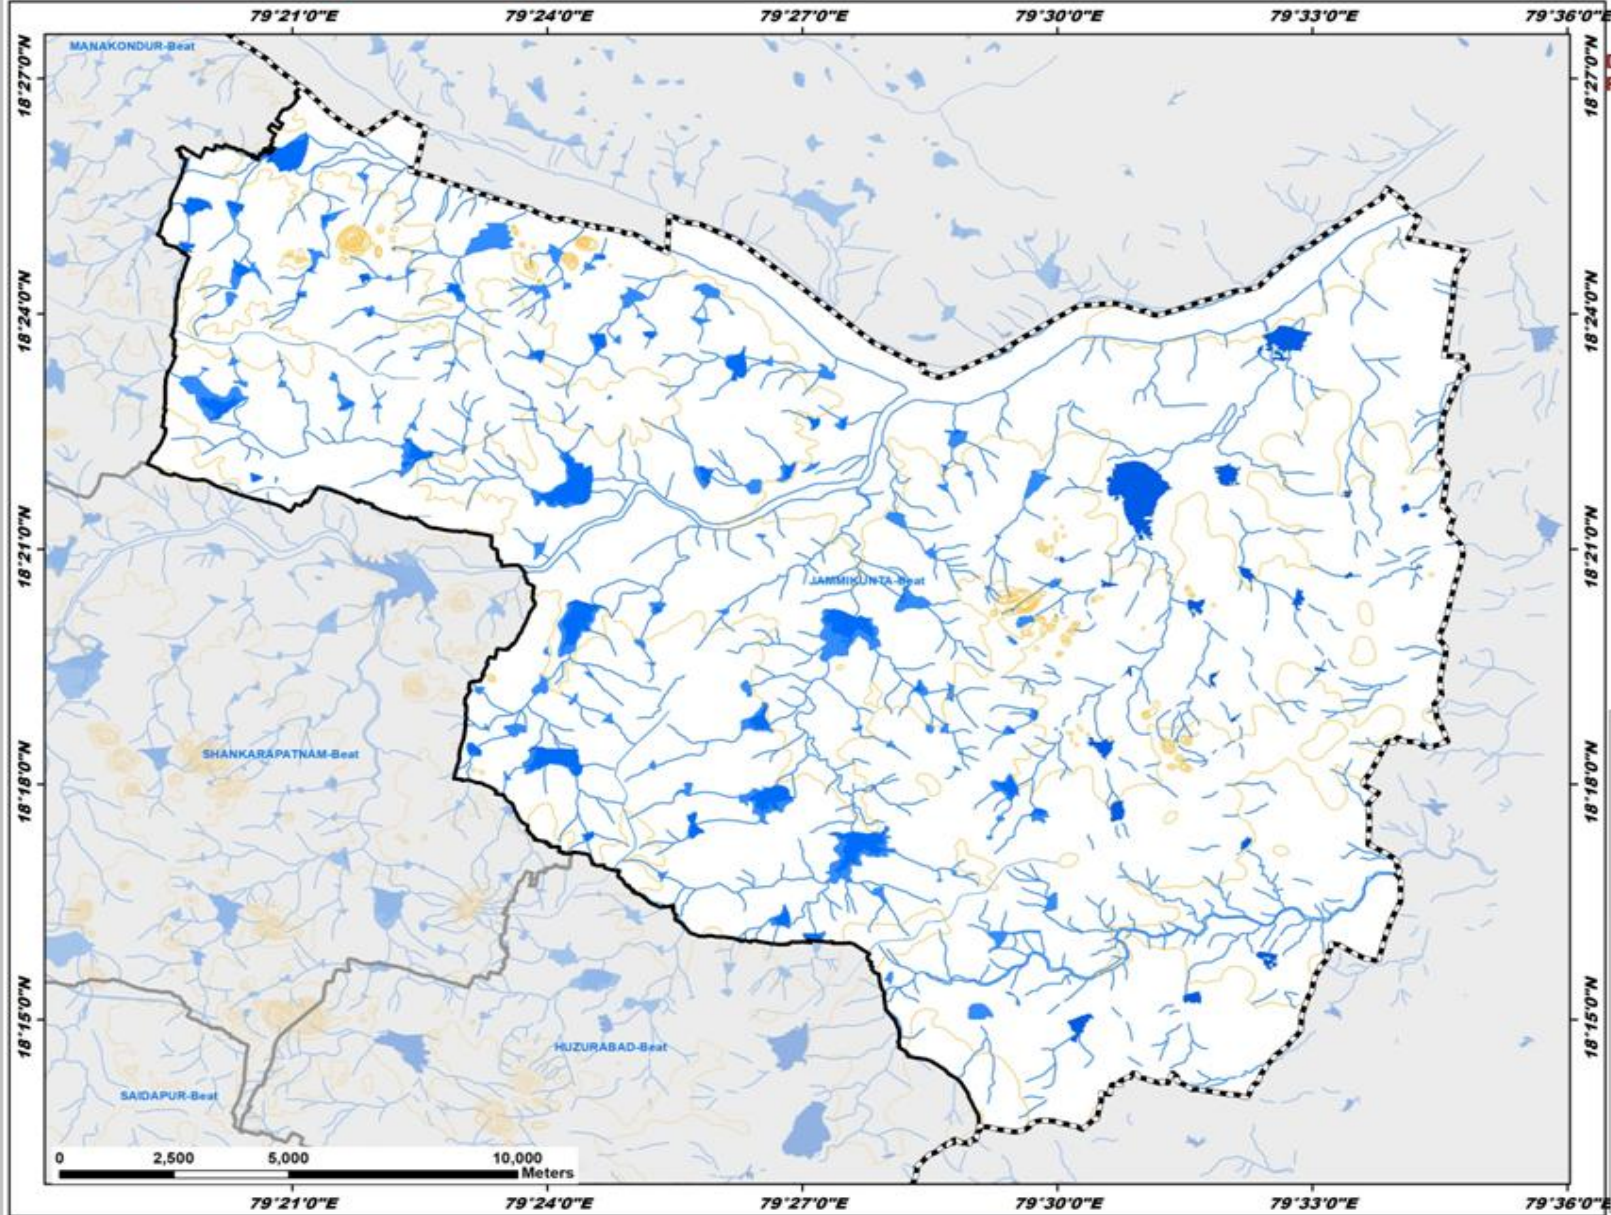 79°21'0"E 79°24'0"E 79°27'0"E 79°30'0"E 79°33'0"E 79°36'0"E
MANAKONDUR-Beat
18°27'0"N 18°27'0"N
18°24'0"N 18°24'0"N
18°21'0"N 18°21'0"N
JAMMIKUNTA-Beat
SHANKARAPATNAM-Beat
18°18'0"N 18°18'0"N
18°15'0"N 18°15'0"N
HUZURABAD-Beat
SAIDAPUR-Beat
0 2,500 5,000 10,000
Meters
79°21'0"E 79°24'0"E 79°27'0"E 79°30'0"E 79°33'0"E 79°36'0"E